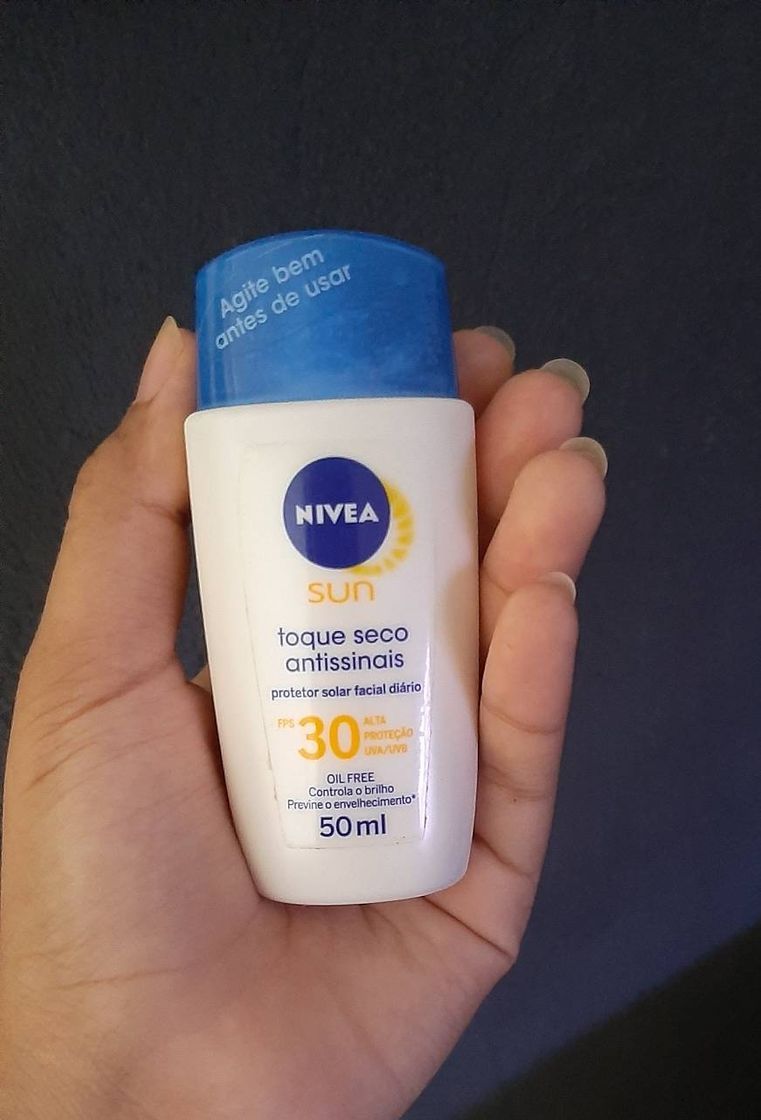 Agite bem
antes de usar
NIVEA
sun
toque seco
antissinais
protetor solar facial diário
FPS 30 ALTA
PROTEÇÃO
UVA/UVB
OIL FREE
Controla o brilho
Previne o envelhecimento*
50ml